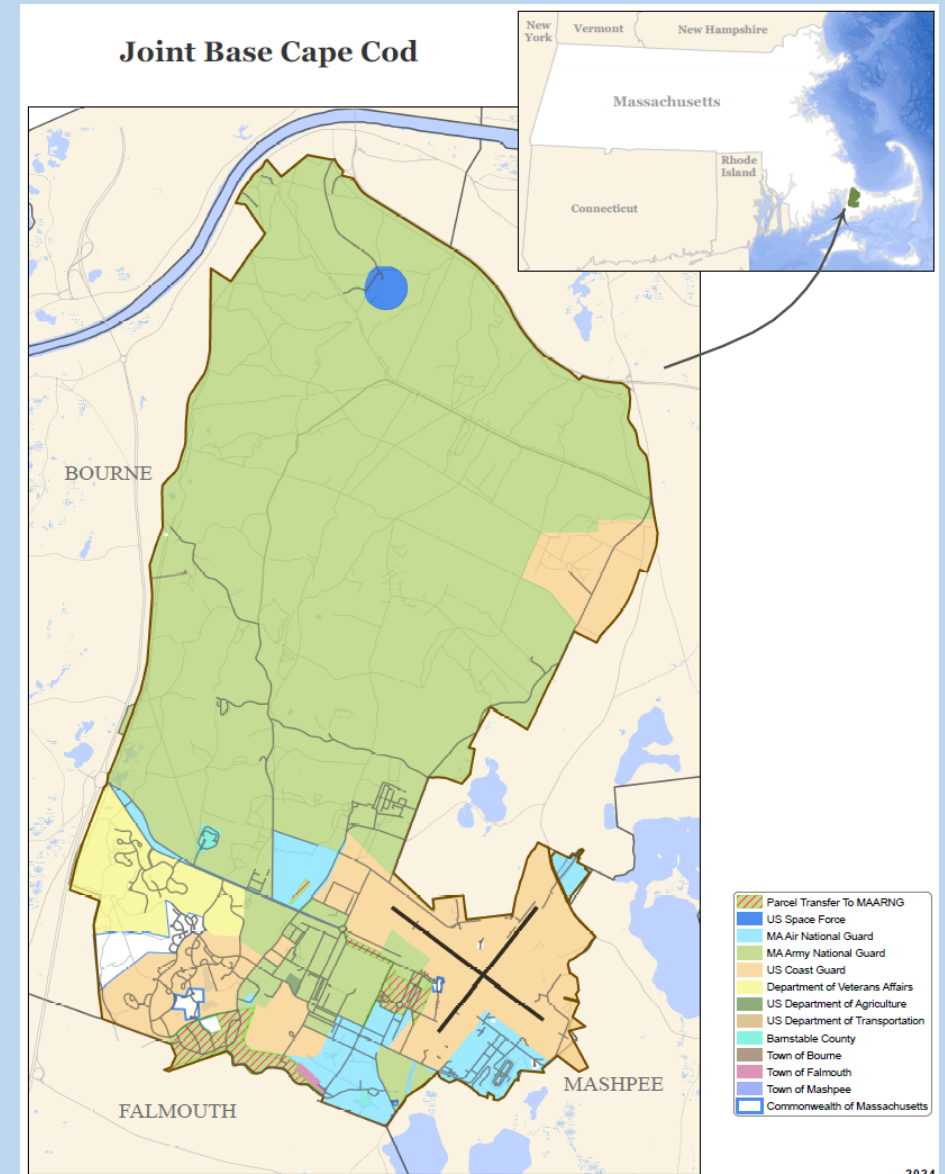 Joint Base Cape Cod
New
York
Vermont
New Hampshire
Massachusetts
Rhode
Island
Connecticut
BOURNE
FALMOUTH
MASHPEE
Parcel Transfer To MAARNG
US Space Force
MA Air National Guard
MA Army National Guard
US Coast Guard
Department of Veterans Affairs
US Department of Agriculture
US Department of Transportation
Barnstable County
Town of Bourne
Town of Falmouth
Town of Mashpee
Commonwealth of Massachusetts
2024